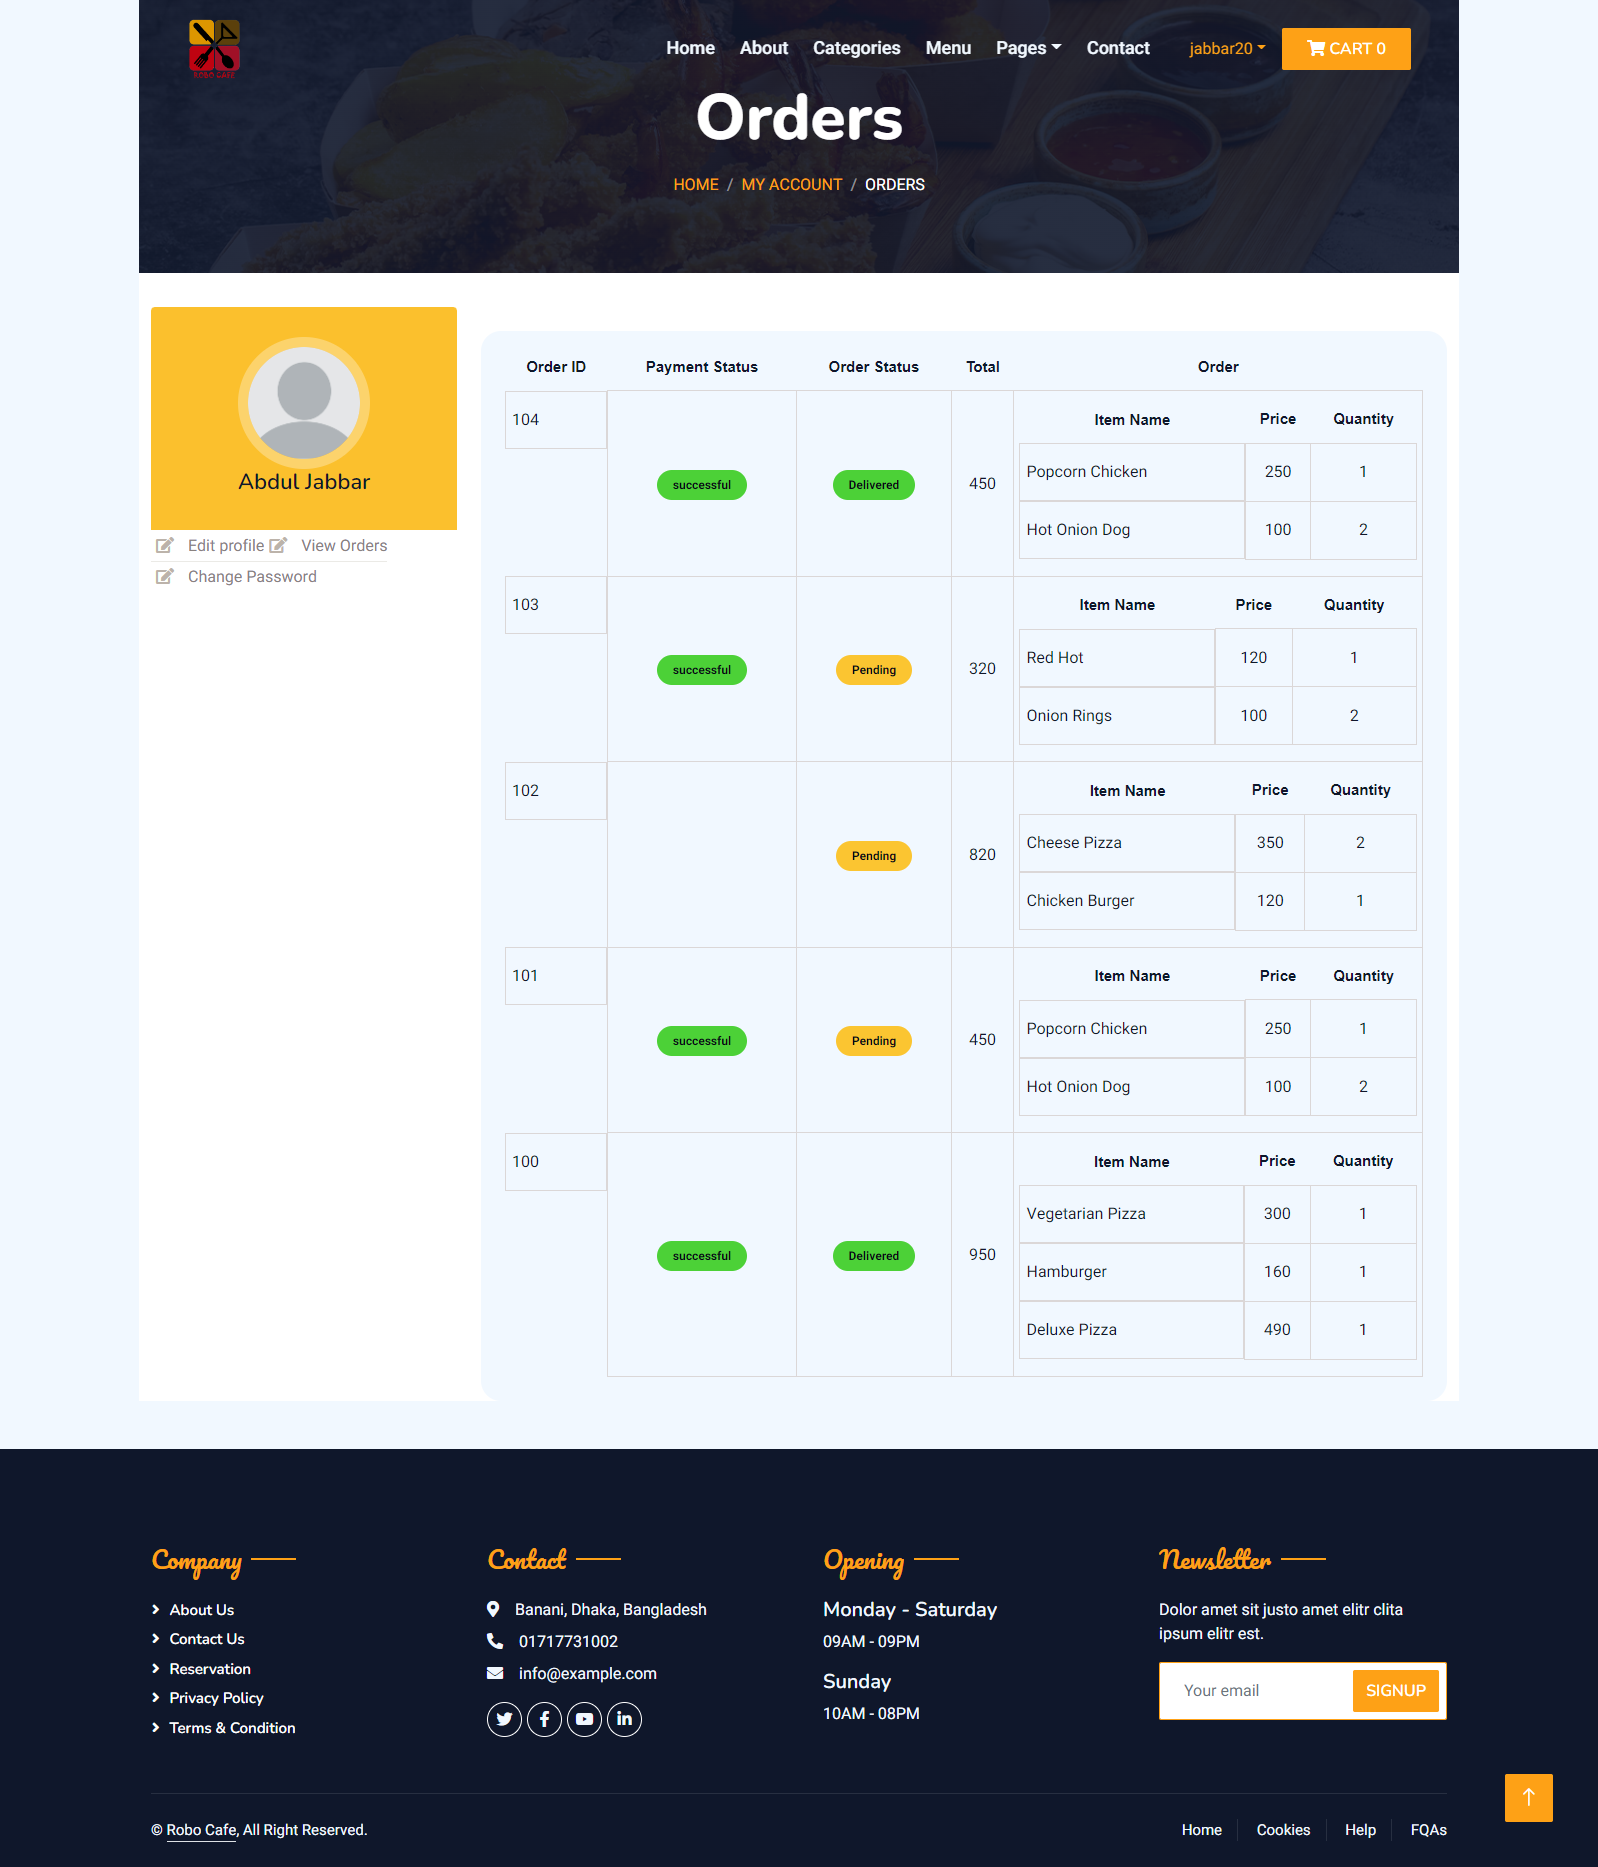 ROBO CAFE
Home About Categories Menu Pages Contact jabbar20 CART 0
Orders
HOME / MY ACCOUNT / ORDERS
Abdul Jabbar
Edit profile View Orders
Change Password
Order ID Payment Status Order Status Total Order
104 Item Name Price Quantity
Popcorn Chicken 250 1
successful Delivered 450
Hot Onion Dog 100 2
103 Item Name Price Quantity
Red Hot 120 1
successful Pending 320
Onion Rings 100 2
102 Item Name Price Quantity
Cheese Pizza 350 2
Pending 820
Chicken Burger 120 1
101 Item Name Price Quantity
Popcorn Chicken 250 1
successful Pending 450
Hot Onion Dog 100 2
100 Item Name Price Quantity
Vegetarian Pizza 300 1
successful Delivered 950
Hamburger 160 1
Deluxe Pizza 490 1
Company
About Us
Contact Us
Reservation
Privacy Policy
Terms & Condition
Contact
Banani, Dhaka, Bangladesh
01717731002
info@example.com
Opening
Monday - Saturday
09AM - 09PM
Sunday
10AM - 08PM
Newsletter
Dolor amet sit justo amet elitr clita
ipsum elitr est.
Your email SIGNUP
© Robo Cafe, All Right Reserved.
Home Cookies Help FQAs